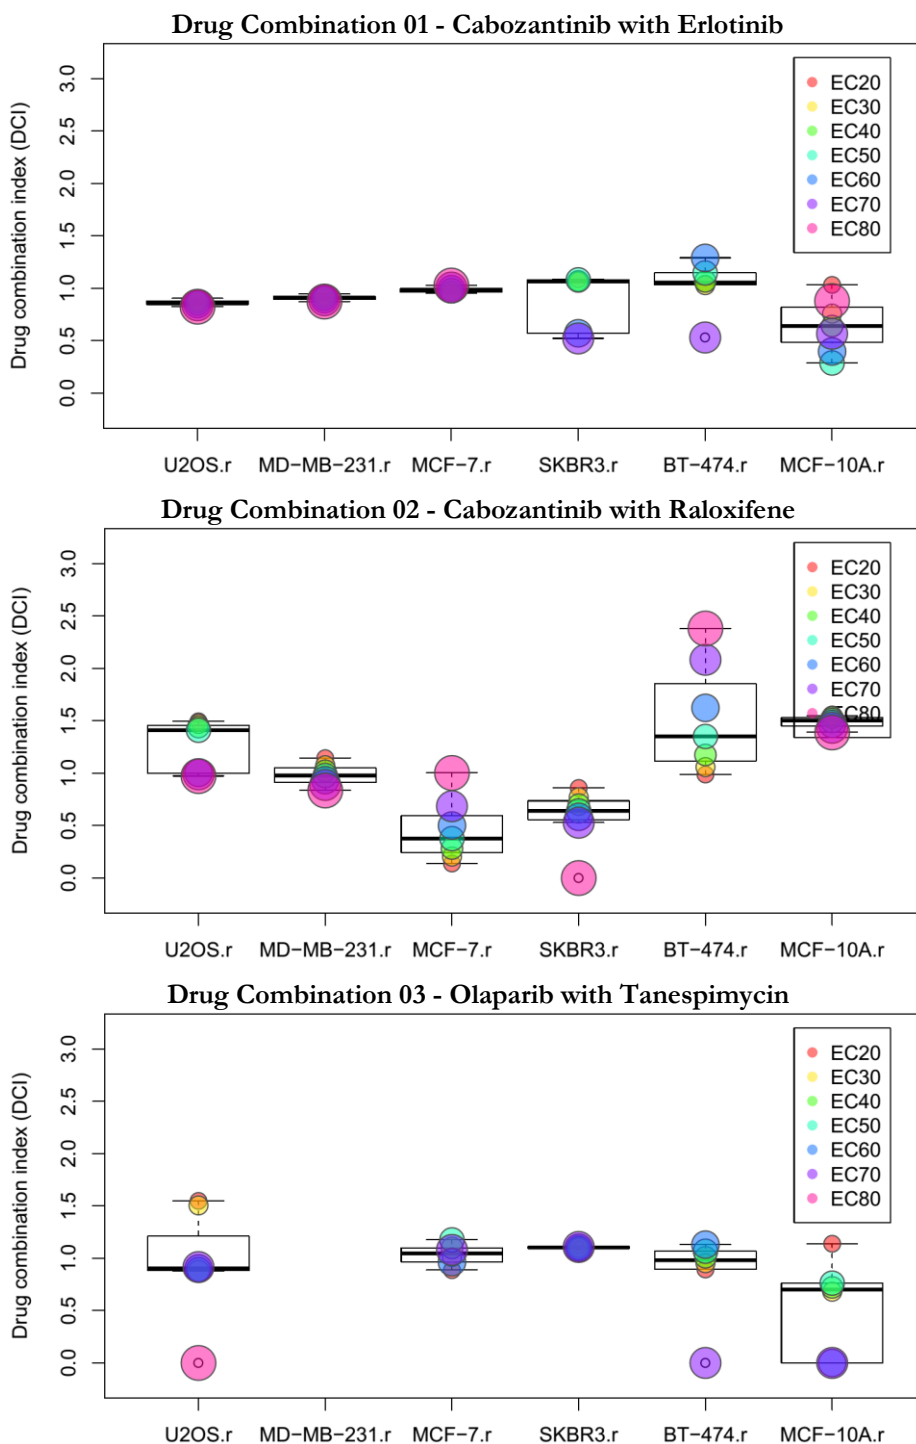 Drug Combination 01 - Cabozantinib with Erlotinib
Drug combination index (DCI)
3.0
2.5
2.0
1.5
1.0
0.5
0.0
EC20
EC30
EC40
EC50
EC60
EC70
EC80
U2OS.r MD−MB−231.r MCF−7.r SKBR3.r BT−474.r MCF−10A.r
Drug Combination 02 - Cabozantinib with Raloxifene
Drug combination index (DCI)
3.0
2.5
2.0
1.5
1.0
0.5
0.0
EC20
EC30
EC40
EC50
EC60
EC70
EC80
U2OS.r MD−MB−231.r MCF−7.r SKBR3.r BT−474.r MCF−10A.r
Drug Combination 03 - Olaparib with Tanespimycin
Drug combination index (DCI)
3.0
2.5
2.0
1.5
1.0
0.5
0.0
EC20
EC30
EC40
EC50
EC60
EC70
EC80
U2OS.r MD−MB−231.r MCF−7.r SKBR3.r BT−474.r MCF−10A.r